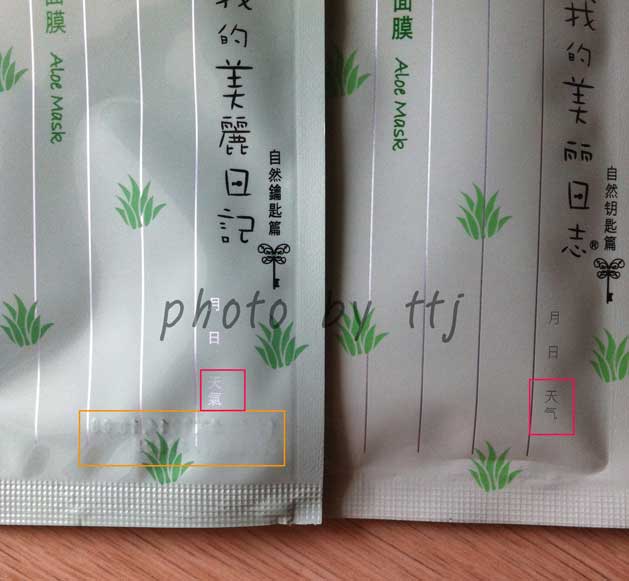 面膜
Aloe Mask
我的美麗日記
自然鑰匙篇
月 日
天氣
面膜
Aloe Mask
我的美丽日志®
自然钥匙篇
月 日
天气
photo by ttj